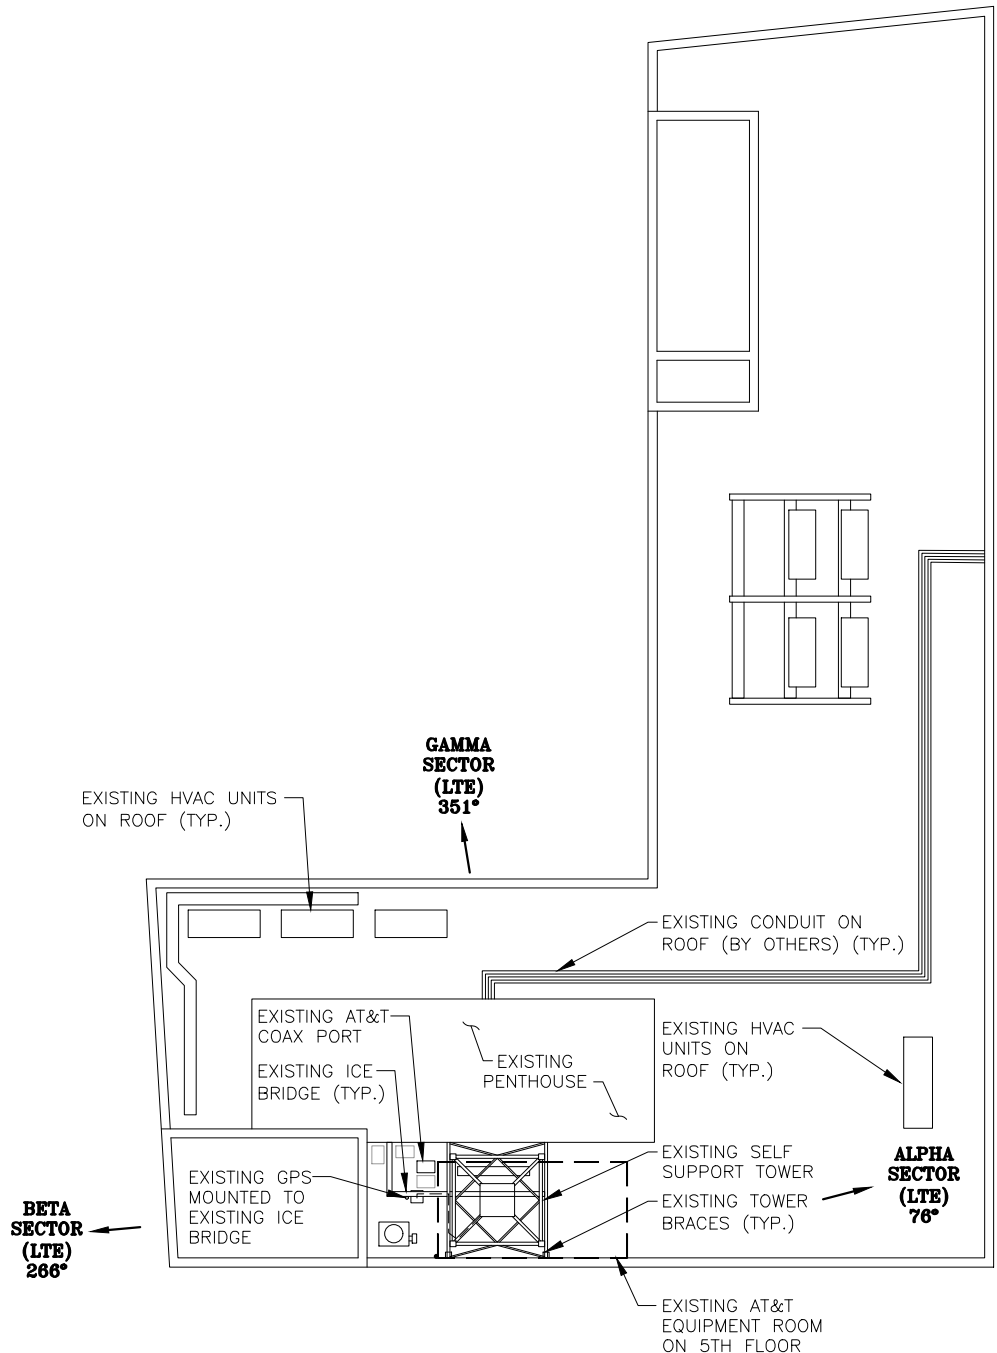 GAMMA
SECTOR
(LTE)
351°
EXISTING HVAC UNITS
ON ROOF (TYP.)
EXISTING CONDUIT ON
ROOF (BY OTHERS) (TYP.)
EXISTING AT&T
COAX PORT
EXISTING ICE
BRIDGE (TYP.)
EXISTING
PENTHOUSE
EXISTING HVAC
UNITS ON
ROOF (TYP.)
EXISTING GPS
MOUNTED TO
EXISTING ICE
BRIDGE
EXISTING SELF
SUPPORT TOWER
EXISTING TOWER
BRACES (TYP.)
ALPHA
SECTOR
(LTE)
76°
BETA
SECTOR
(LTE)
266°
EXISTING AT&T
EQUIPMENT ROOM
ON 5TH FLOOR